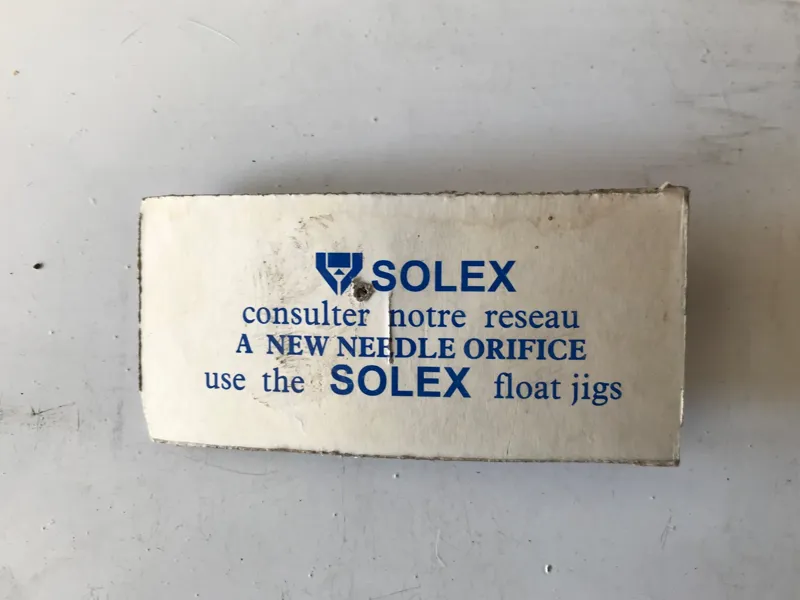 SOLEX
consulter notre reseau
A NEW NEEDLE ORIFICE
use the SOLEX float jigs